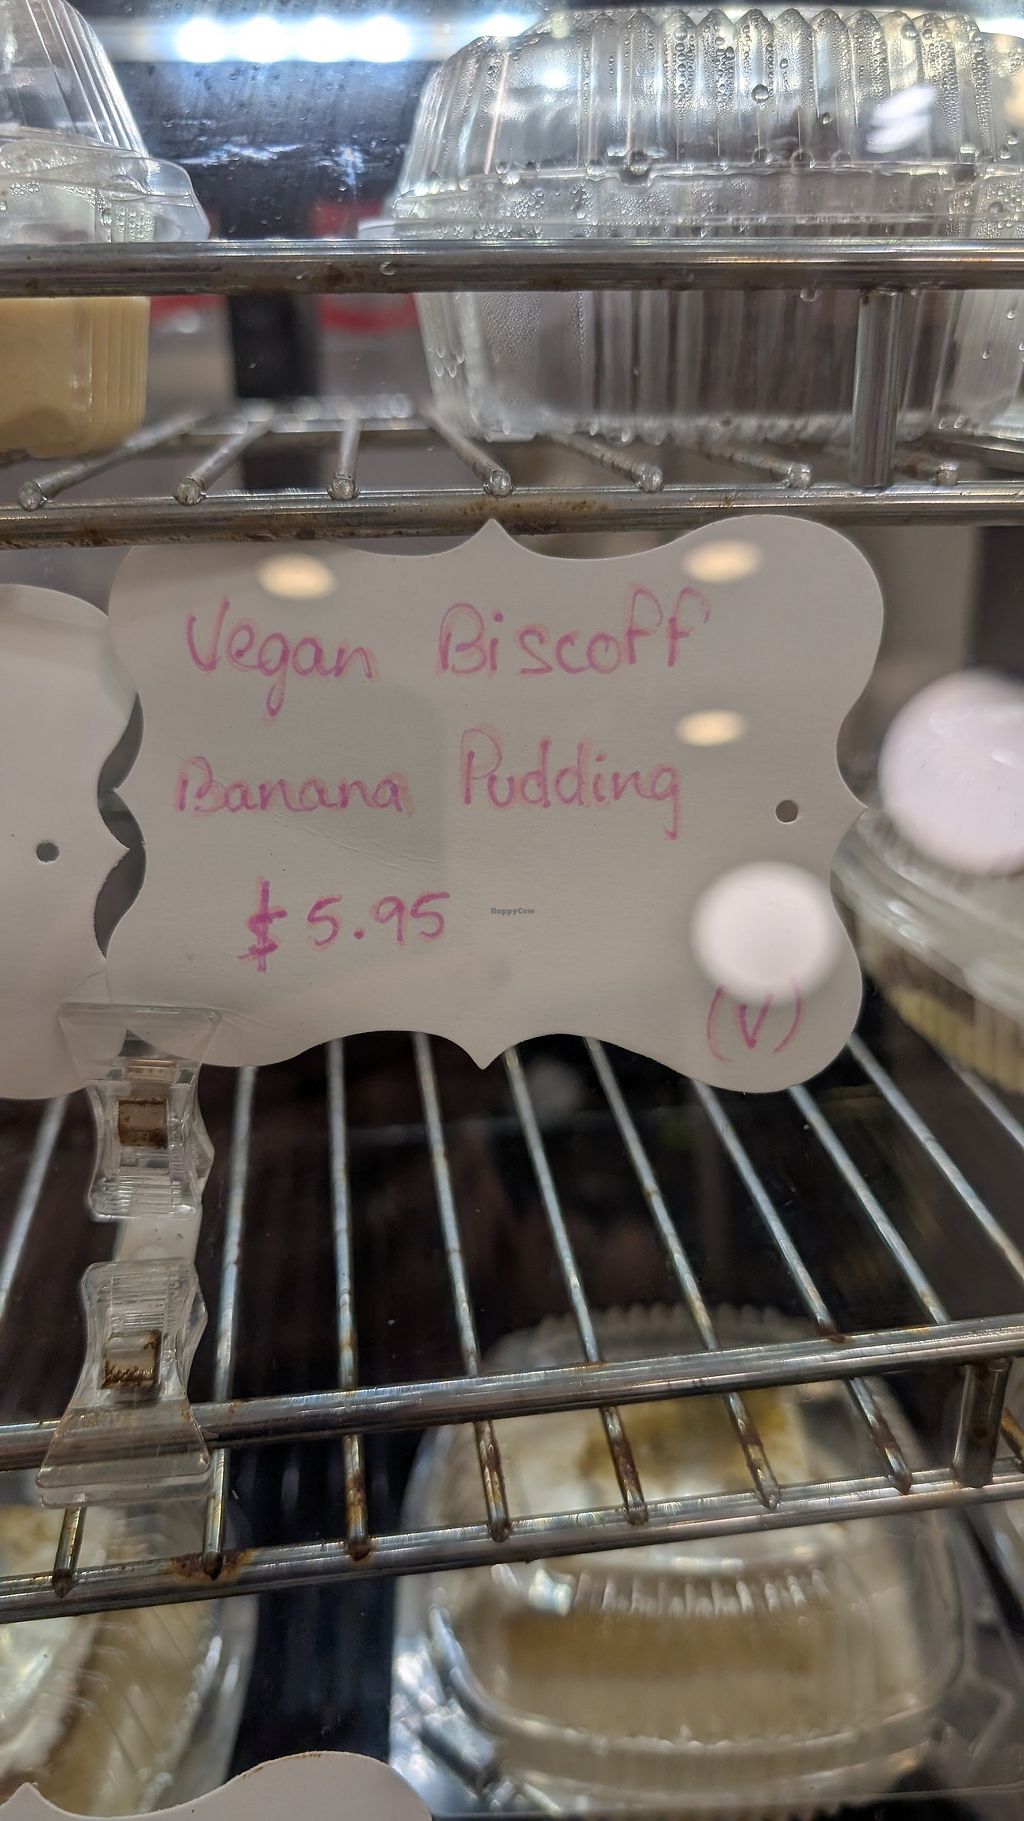 Vegan Biscoff
Banana Pudding
$5.95
HappyCow
(V)